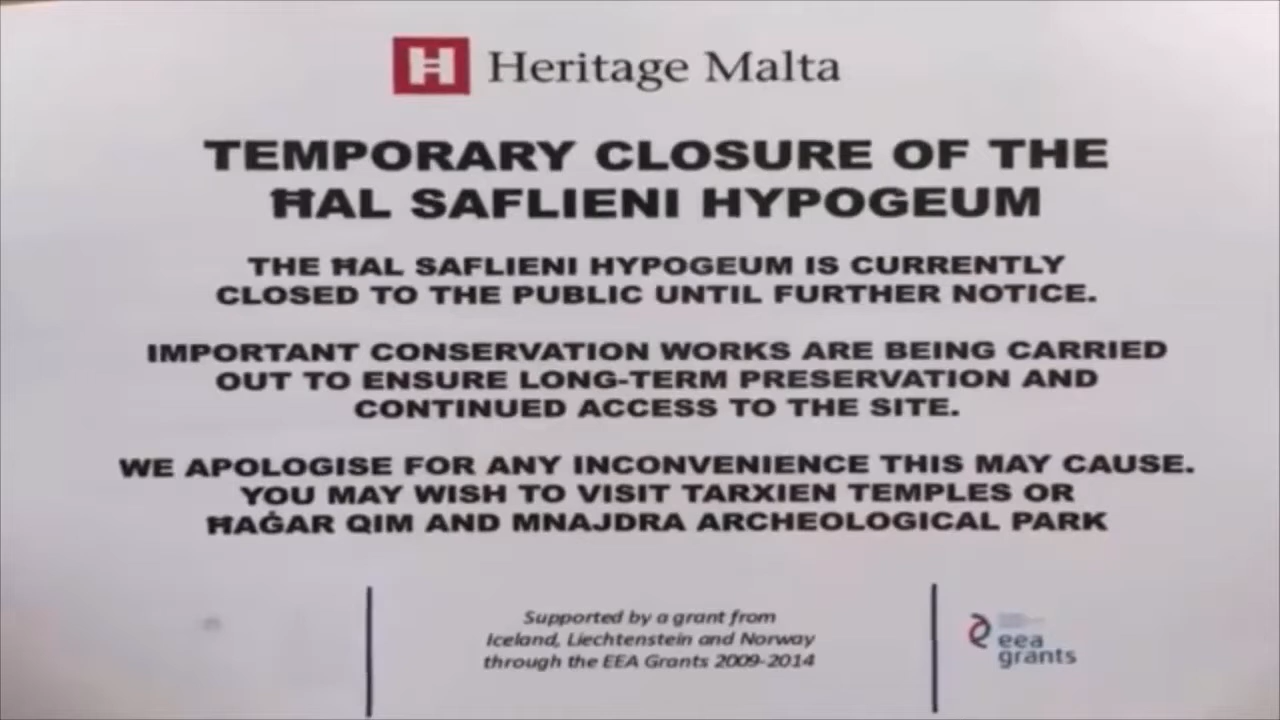 Heritage Malta
TEMPORARY CLOSURE OF THE
ĦAL SAFLIENI HYPOGEUM
THE ĦAL SAFLIENI HYPOGEUM IS CURRENTLY
CLOSED TO THE PUBLIC UNTIL FURTHER NOTICE.
IMPORTANT CONSERVATION WORKS ARE BEING CARRIED
OUT TO ENSURE LONG-TERM PRESERVATION AND
CONTINUED ACCESS TO THE SITE.
WE APOLOGISE FOR ANY INCONVENIENCE THIS MAY CAUSE.
YOU MAY WISH TO VISIT TARXIEN TEMPLES OR
ĦAĠAR QIM AND MNAJDRA ARCHEOLOGICAL PARK
Supported by a grant from
Iceland, Liechtenstein and Norway
through the EEA Grants 2009-2014
eea
grants